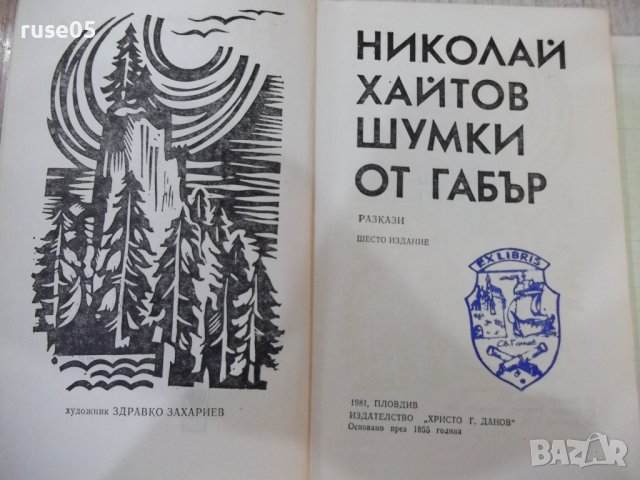 ruse05
художник ЗДРАВКО ЗАХАРИЕВ
НИКОЛАЙ
ХАЙТОВ
ШУМКИ
ОТ ГАБЪР
РАЗКАЗИ
ШЕСТО ИЗДАНИЕ
EX LIBRIS
1981, ПЛОВДИВ
ИЗДАТЕЛСТВО „ХРИСТО Г. ДАНОВ“
Основано през 1855 година
BAZAR